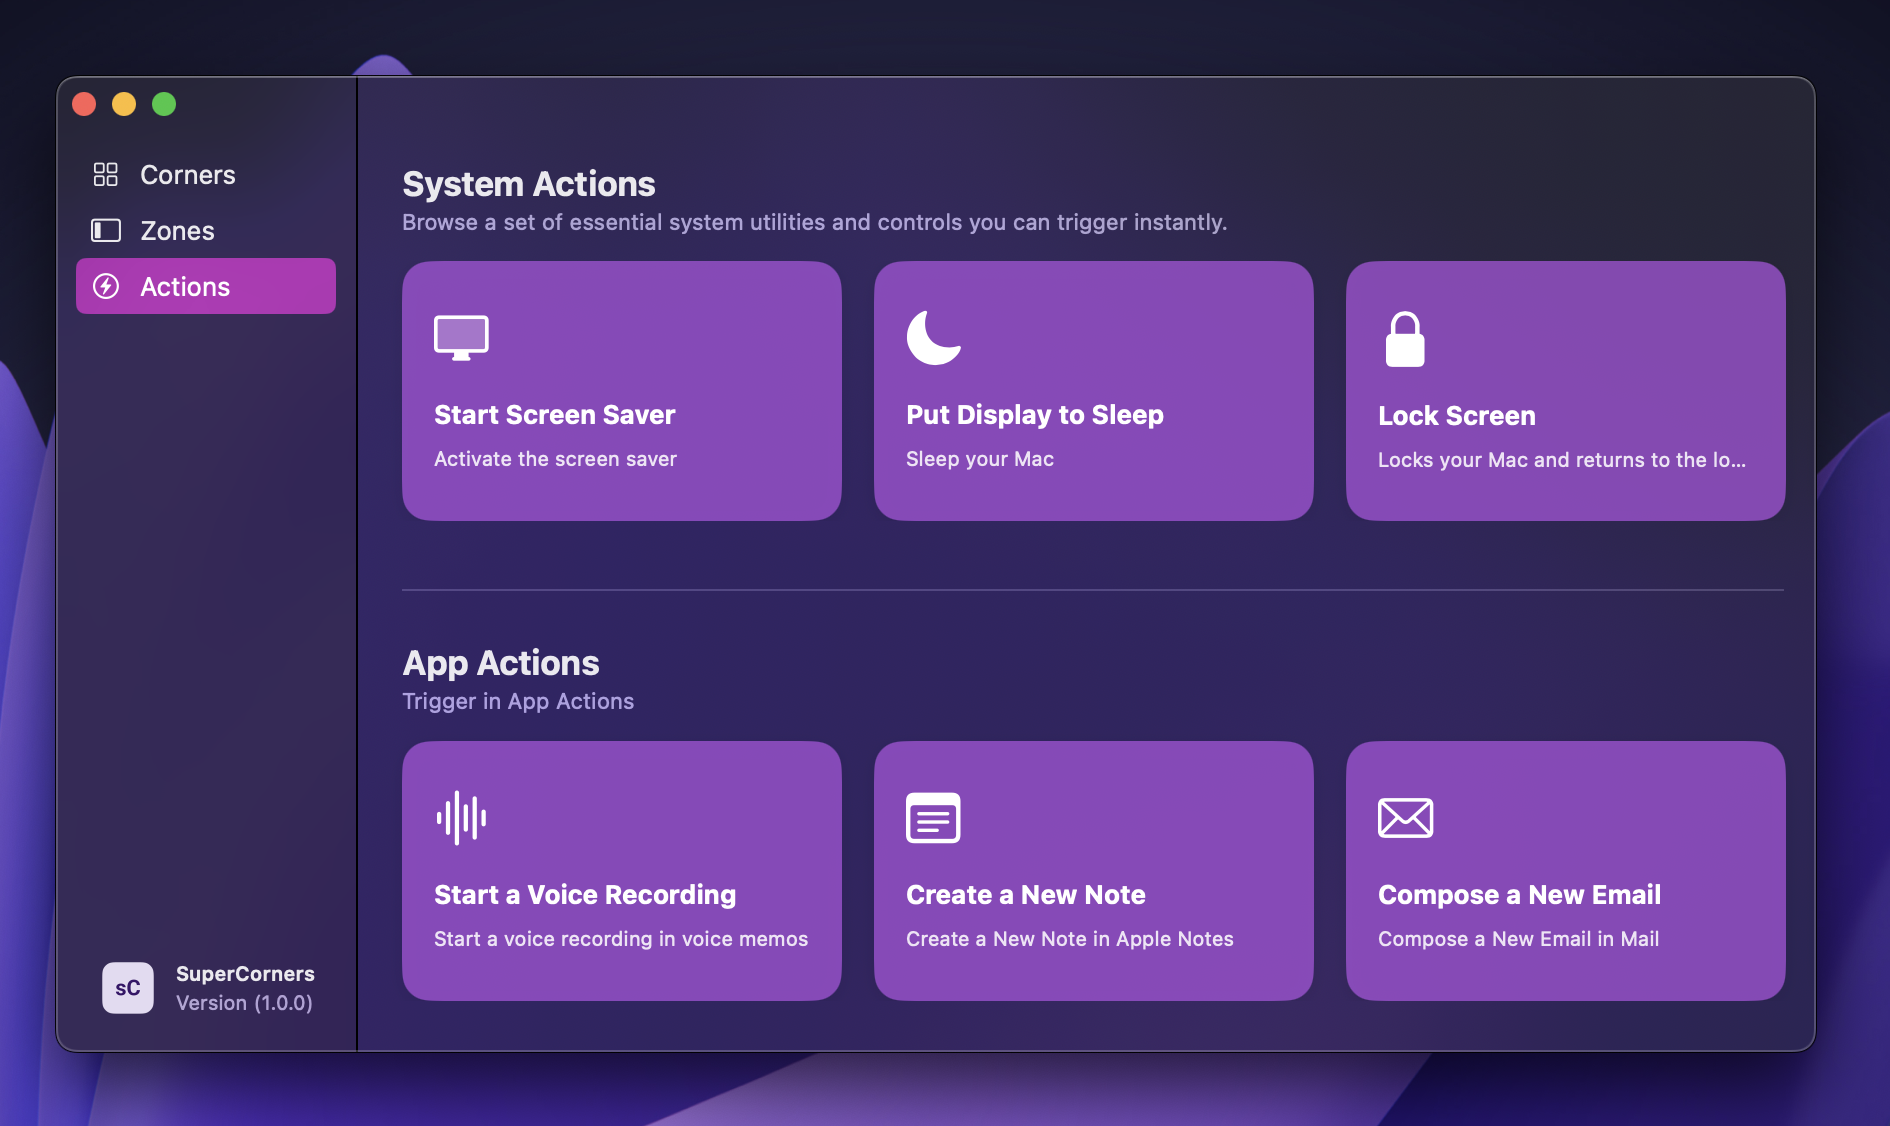 Corners
Zones
Actions
sC
SuperCorners
Version (1.0.0)
System Actions
Browse a set of essential system utilities and controls you can trigger instantly.
Start Screen Saver
Activate the screen saver
Put Display to Sleep
Sleep your Mac
Lock Screen
Locks your Mac and returns to the lo...
App Actions
Trigger in App Actions
Start a Voice Recording
Start a voice recording in voice memos
Create a New Note
Create a New Note in Apple Notes
Compose a New Email
Compose a New Email in Mail